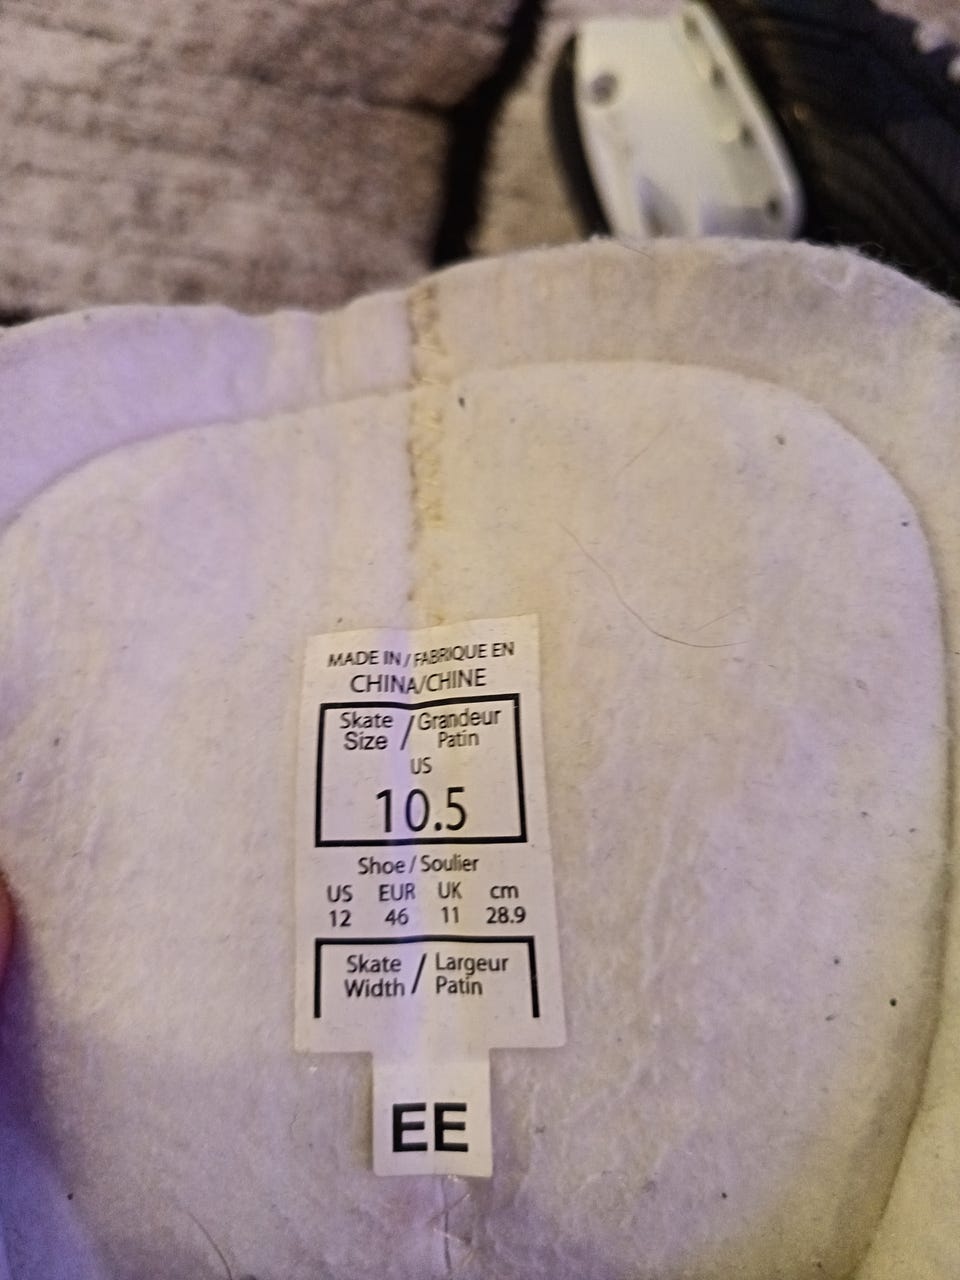 MADE IN / FABRIQUE EN
CHINA/CHINE
Skate Size / Grandeur Patin
US
10.5
Shoe / Soulier
US EUR UK cm
12 46 11 28.9
Skate Width / Largeur Patin
EE